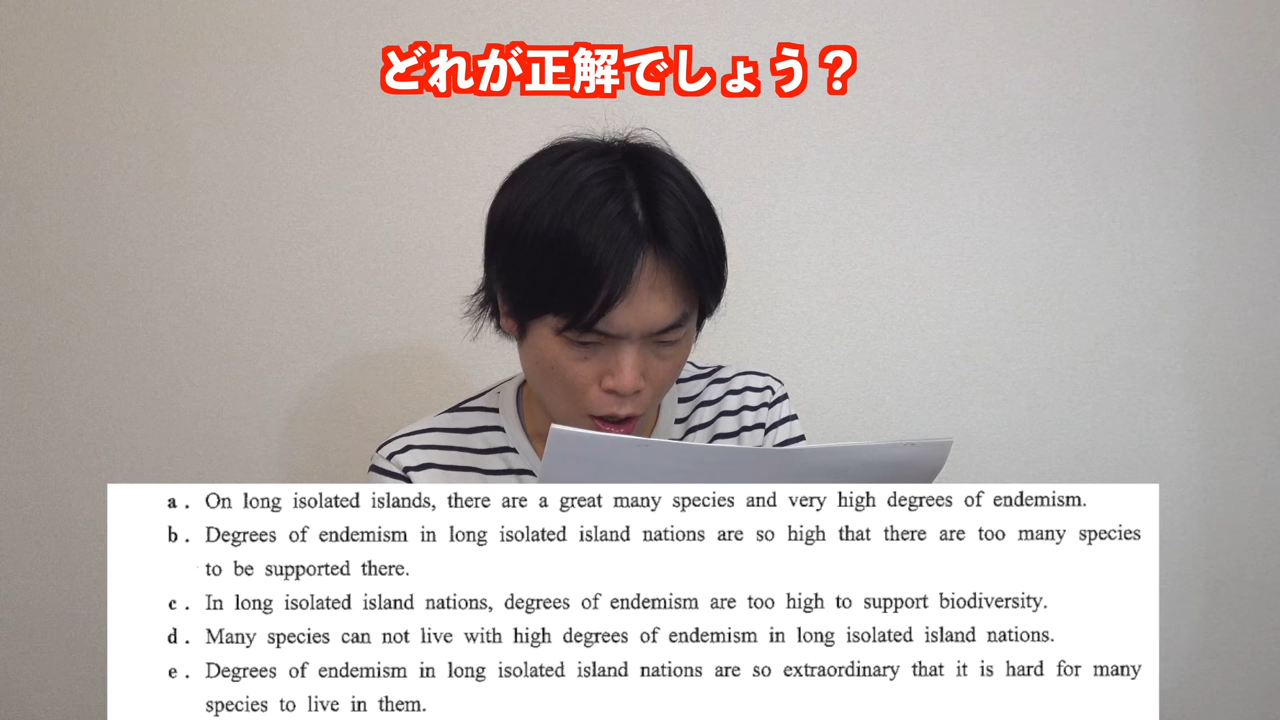 どれが正解でしょう？
a. On long isolated islands, there are a great many species and very high degrees of endemism.
b. Degrees of endemism in long isolated island nations are so high that there are too many species
to be supported there.
c. In long isolated island nations, degrees of endemism are too high to support biodiversity.
d. Many species can not live with high degrees of endemism in long isolated island nations.
e. Degrees of endemism in long isolated island nations are so extraordinary that it is hard for many
species to live in them.